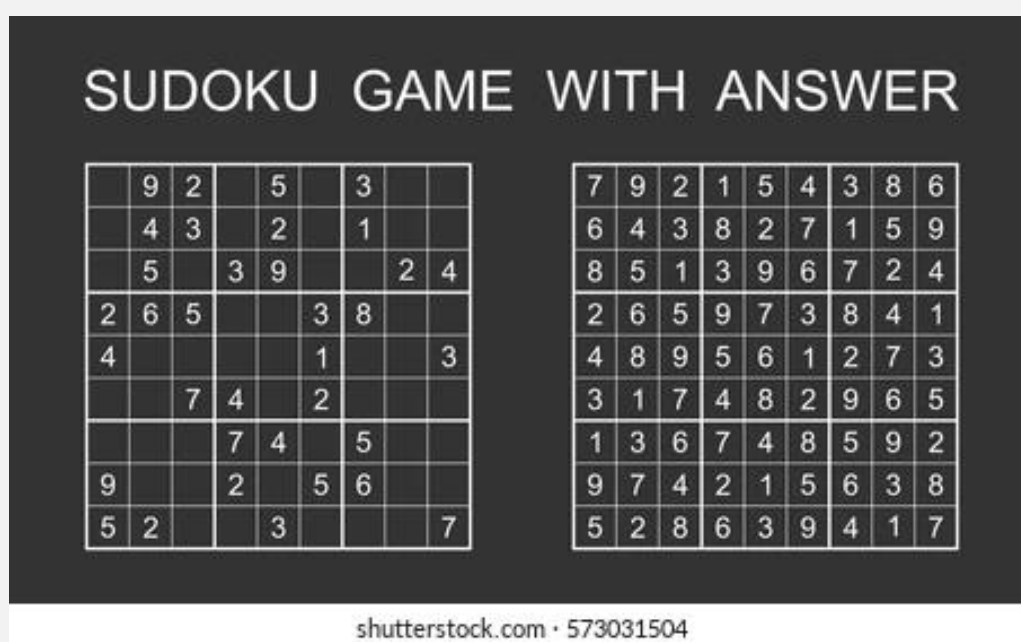 SUDOKU GAME WITH ANSWER
9 2 5 3
4 3 2 1
5 3 9 2 4
2 6 5 3 8
4 1 3
7 4 2
7 4 5
9 2 5 6
5 2 3 7
7 9 2 1 5 4 3 8 6
6 4 3 8 2 7 1 5 9
8 5 1 3 9 6 7 2 4
2 6 5 9 7 3 8 4 1
4 8 9 5 6 1 2 7 3
3 1 7 4 8 2 9 6 5
1 3 6 7 4 8 5 9 2
9 7 4 2 1 5 6 3 8
5 2 8 6 3 9 4 1 7
shutterstock.com · 573031504